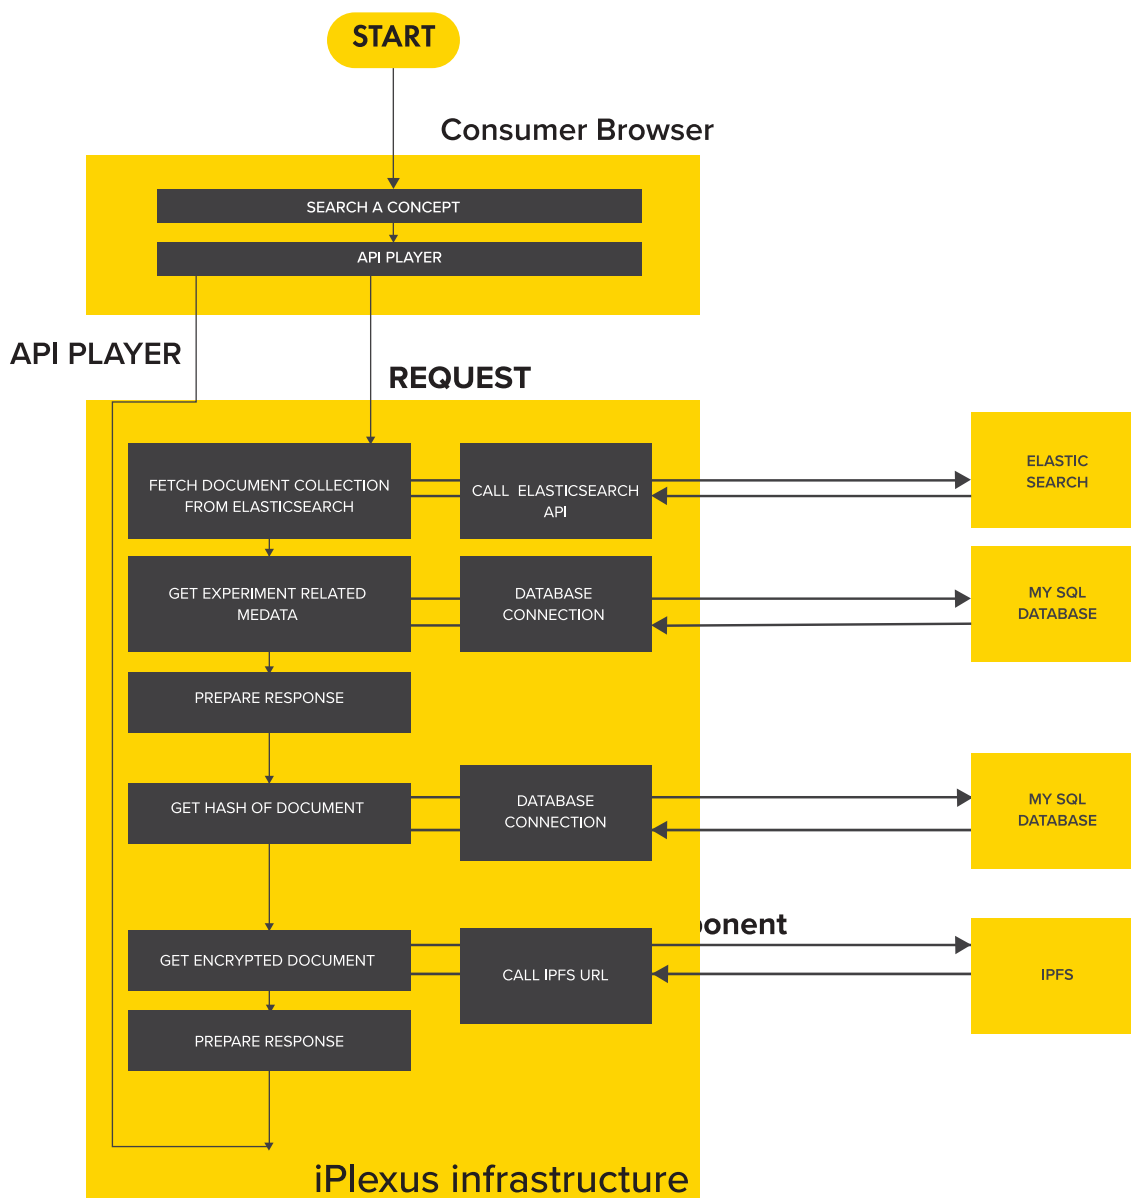 START
Consumer Browser
SEARCH A CONCEPT
API PLAYER
API PLAYER
REQUEST
FETCH DOCUMENT COLLECTION
FROM ELASTICSEARCH
CALL ELASTICSEARCH
API
ELASTIC
SEARCH
GET EXPERIMENT RELATED
MEDATA
DATABASE
CONNECTION
MY SQL
DATABASE
PREPARE RESPONSE
GET HASH OF DOCUMENT
DATABASE
CONNECTION
MY SQL
DATABASE
GET ENCRYPTED DOCUMENT
CALL IPFS URL
IPFS
PREPARE RESPONSE
iPlexus infrastructure